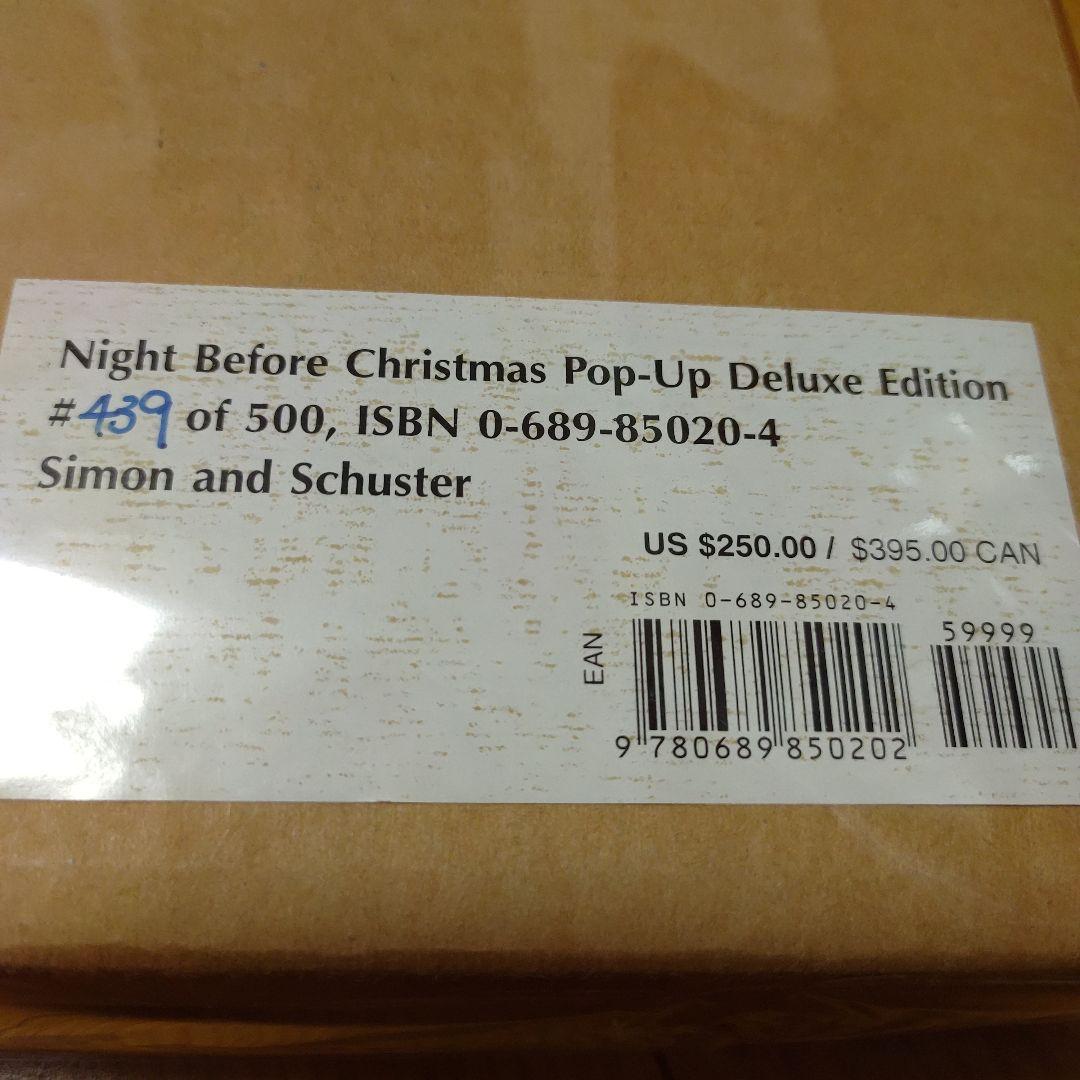 Night Before Christmas Pop-Up Deluxe Edition
#439 of 500, ISBN 0-689-85020-4
Simon and Schuster
US $250.00 / $395.00 CAN
ISBN 0-689-85020-4
59999
EAN
9 780689 850202